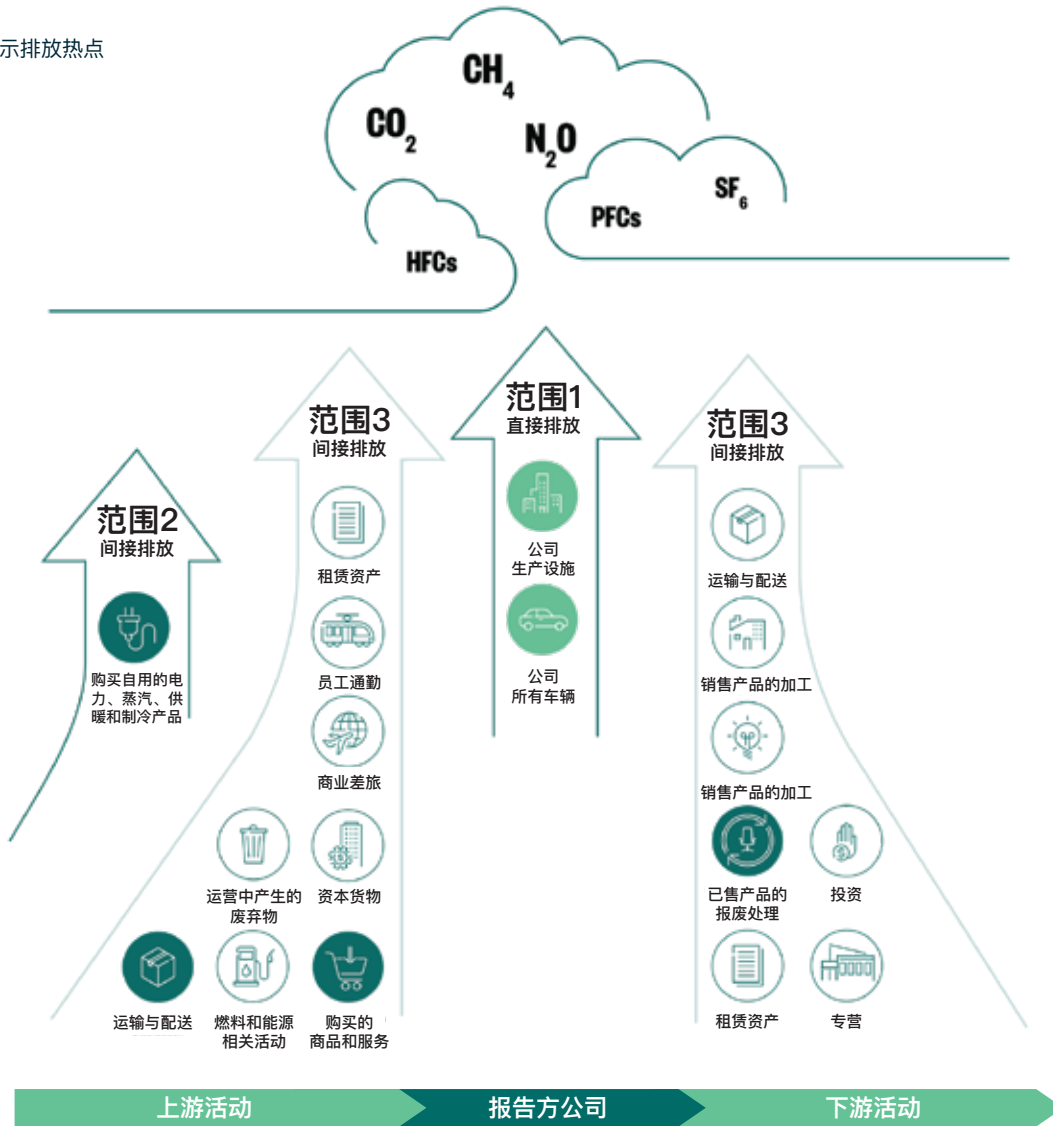 示排放热点
CH₄
CO₂
N₂O
SF₆
PFCs
HFCs
范围2
间接排放
购买自用的电
力、蒸汽、供
暖和制冷产品
范围3
间接排放
租赁资产
员工通勤
商业差旅
运营中产生的
废弃物
资本货物
运输与配送
燃料和能源
相关活动
购买的
商品和服务
范围1
直接排放
公司
生产设施
公司
所有车辆
范围3
间接排放
运输与配送
销售产品的加工
销售产品的加工
已售产品的
报废处理
投资
租赁资产
专营
上游活动
报告方公司
下游活动